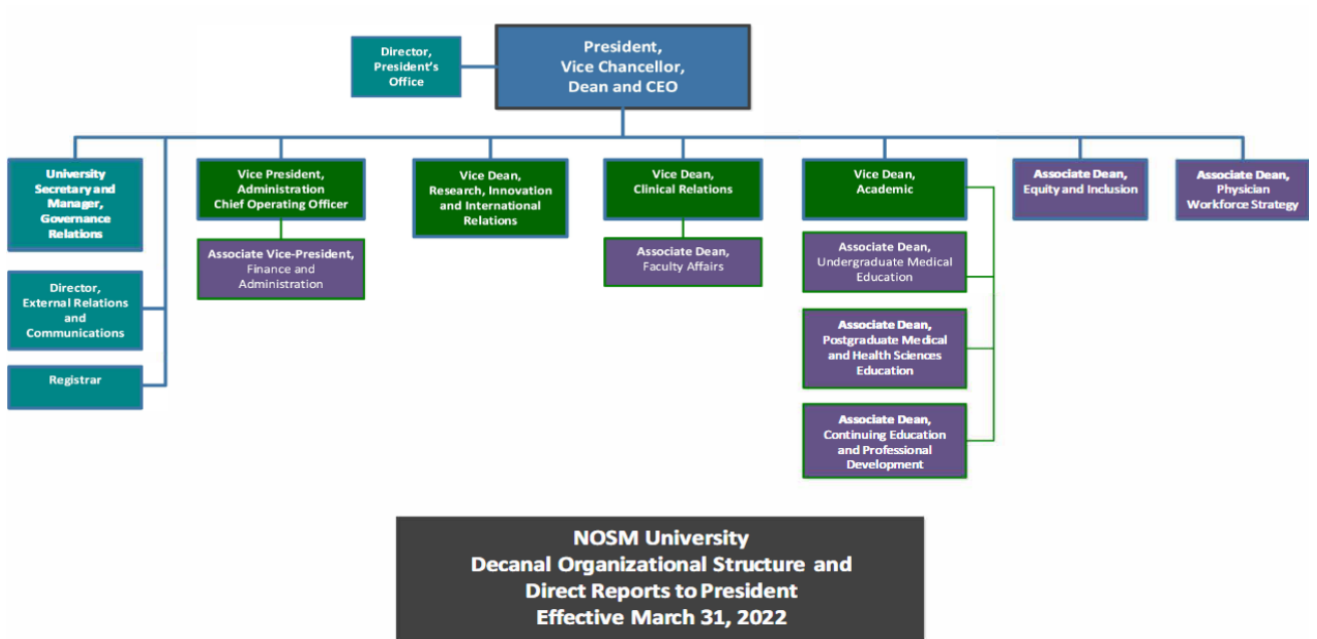 President,
Vice Chancellor,
Dean and CEO
Director,
President's
Office
University
Secretary and
Manager,
Governance
Relations
Director,
External Relations
and
Communications
Registrar
Vice President,
Administration
Chief Operating Officer
Associate Vice-President,
Finance and
Administration
Vice Dean,
Research, Innovation
and International
Relations
Vice Dean,
Clinical Relations
Associate Dean,
Faculty Affairs
Vice Dean,
Academic
Associate Dean,
Undergraduate Medical
Education
Associate Dean,
Postgraduate Medical
and Health Sciences
Education
Associate Dean,
Continuing Education
and Professional
Development
Associate Dean,
Equity and Inclusion
Associate Dean,
Physician
Workforce Strategy
NOSM University
Decanal Organizational Structure and
Direct Reports to President
Effective March 31, 2022